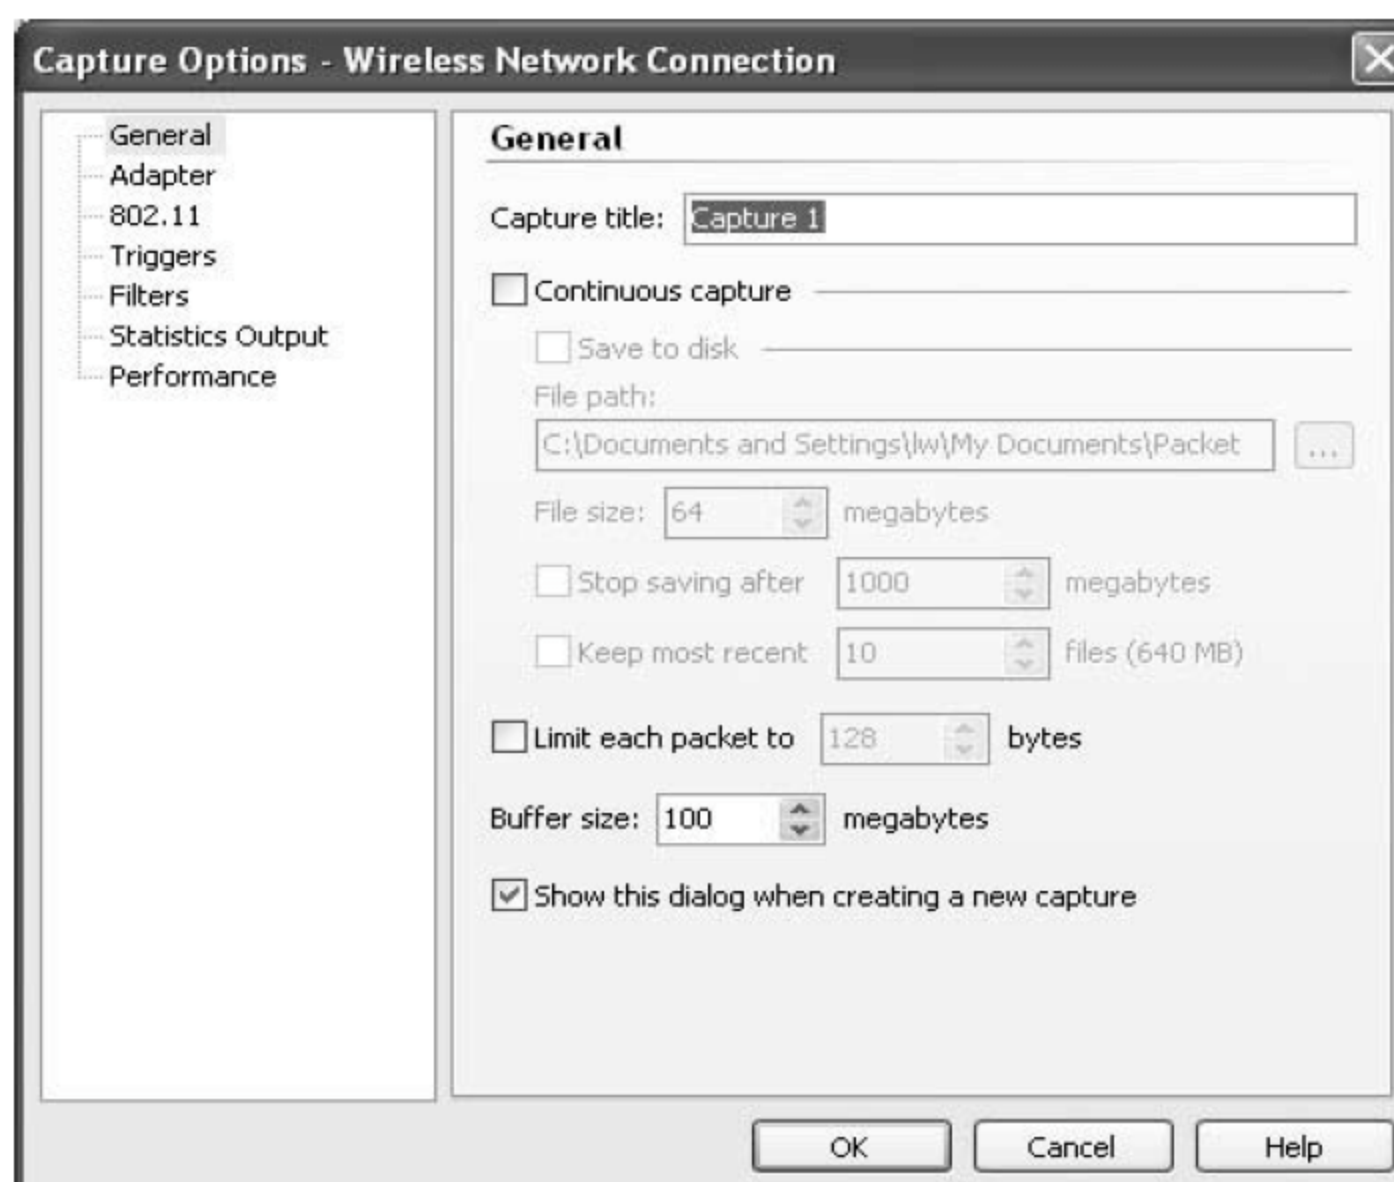 Capture Options - Wireless Network Connection
General
Adapter
802.11
Triggers
Filters
Statistics Output
Performance
General
Capture title: Capture 1
Continuous capture
Save to disk
File path:
C:\Documents and Settings\lw\My Documents\Packet ...
File size: 64 megabytes
Stop saving after 1000 megabytes
Keep most recent 10 files (640 MB)
Limit each packet to 128 bytes
Buffer size: 100 megabytes
Show this dialog when creating a new capture
OK Cancel Help